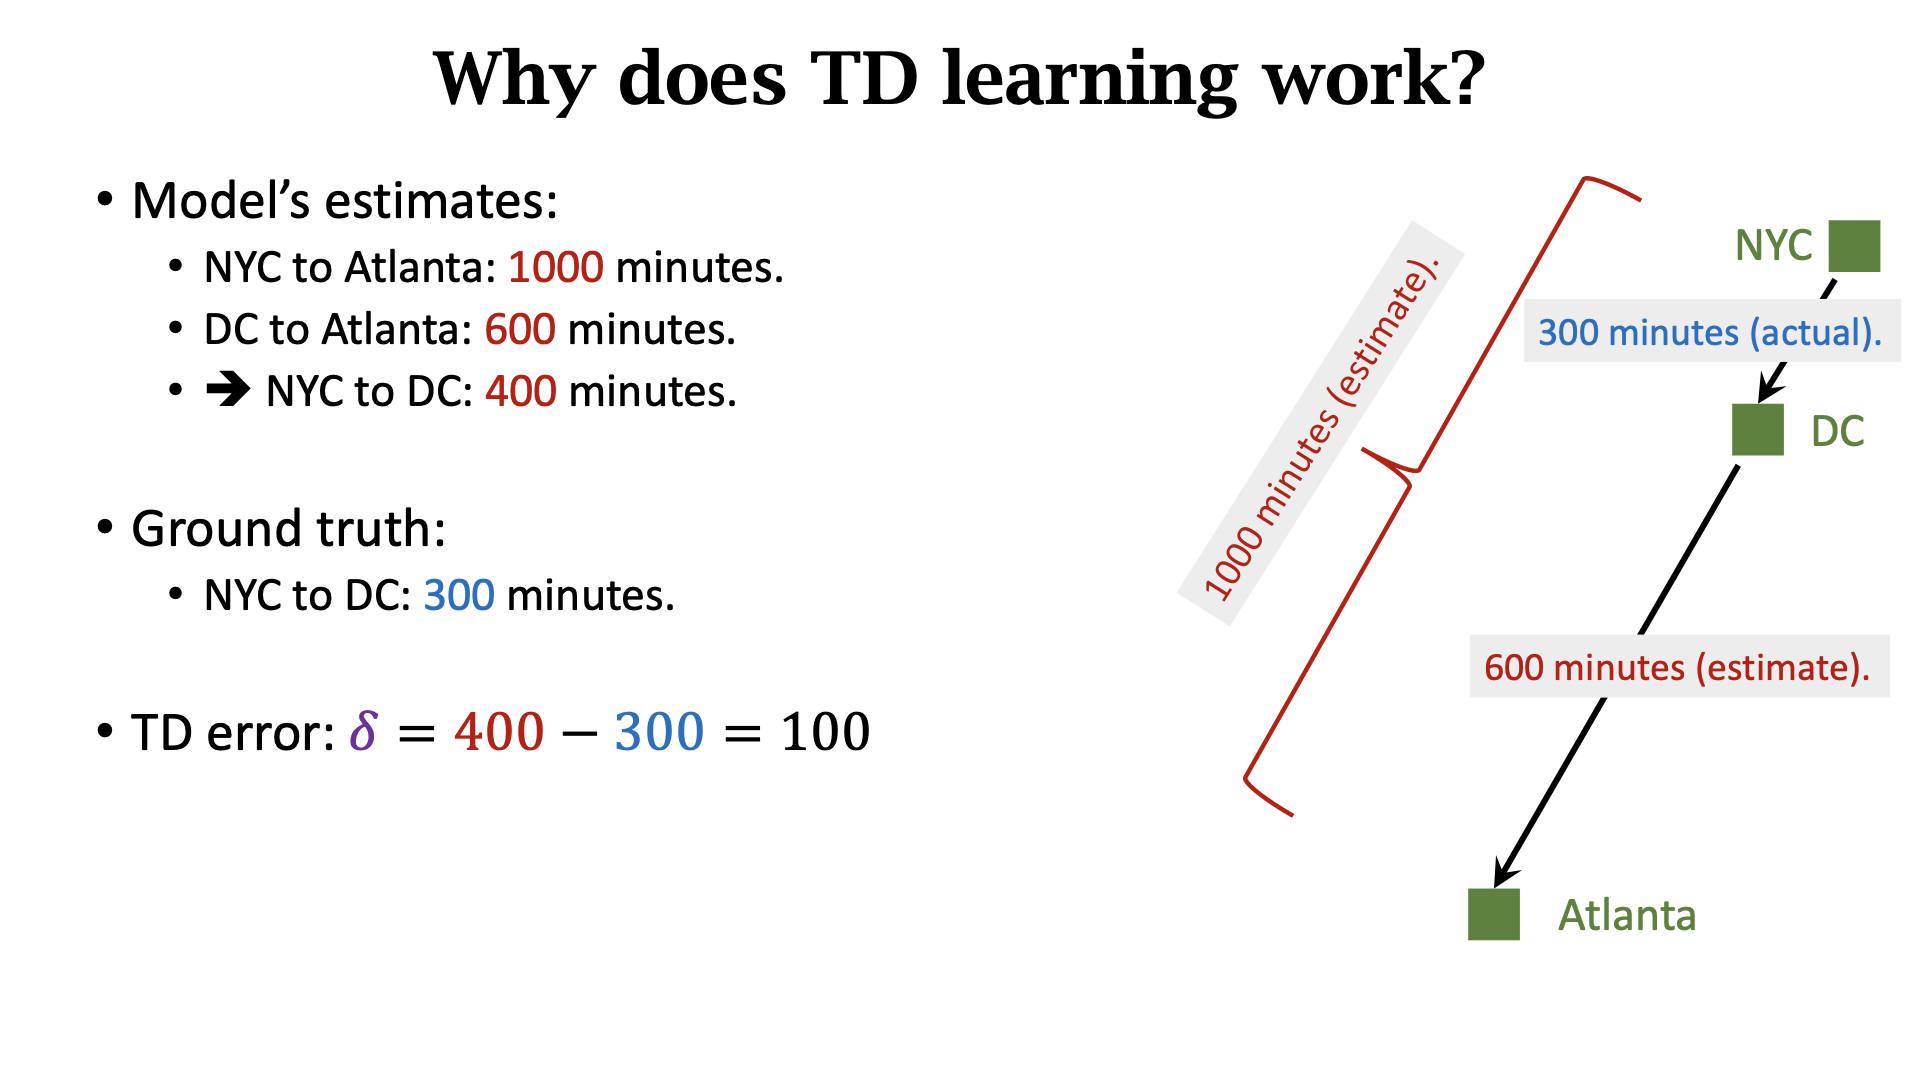 Why does TD learning work?
• Model’s estimates:
• NYC to Atlanta: 1000 minutes.
• DC to Atlanta: 600 minutes.
• ➔ NYC to DC: 400 minutes.
• Ground truth:
• NYC to DC: 300 minutes.
• TD error: 𝛿 = 400 − 300 = 100
1000 minutes (estimate).
NYC
300 minutes (actual).
DC
600 minutes (estimate).
Atlanta